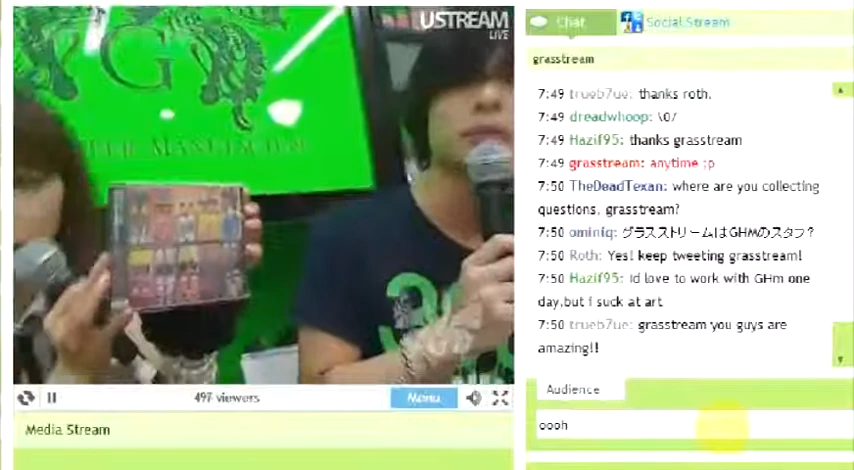 USTREAM
LIVE
G
Chat
Social Stream
grasstream
7:49 trueb7ue: thanks roth.
7:49 dreadwhoop: \0/
7:49 Hazif95: thanks grasstream
7:49 grasstream: anytime ;p
7:50 TheDeadTexan: where are you collecting
questions, grasstream?
7:50 ominiq: グラスストリームはGHMのスタフ?
7:50 Roth: Yes! keep tweeting grasstream!
7:50 Hazif95: Id love to work with GHm one
day,but i suck at art
7:50 trueb7ue: grasstream you guys are
amazing!!
Audience
oooh
497 viewers
Menu
Media Stream